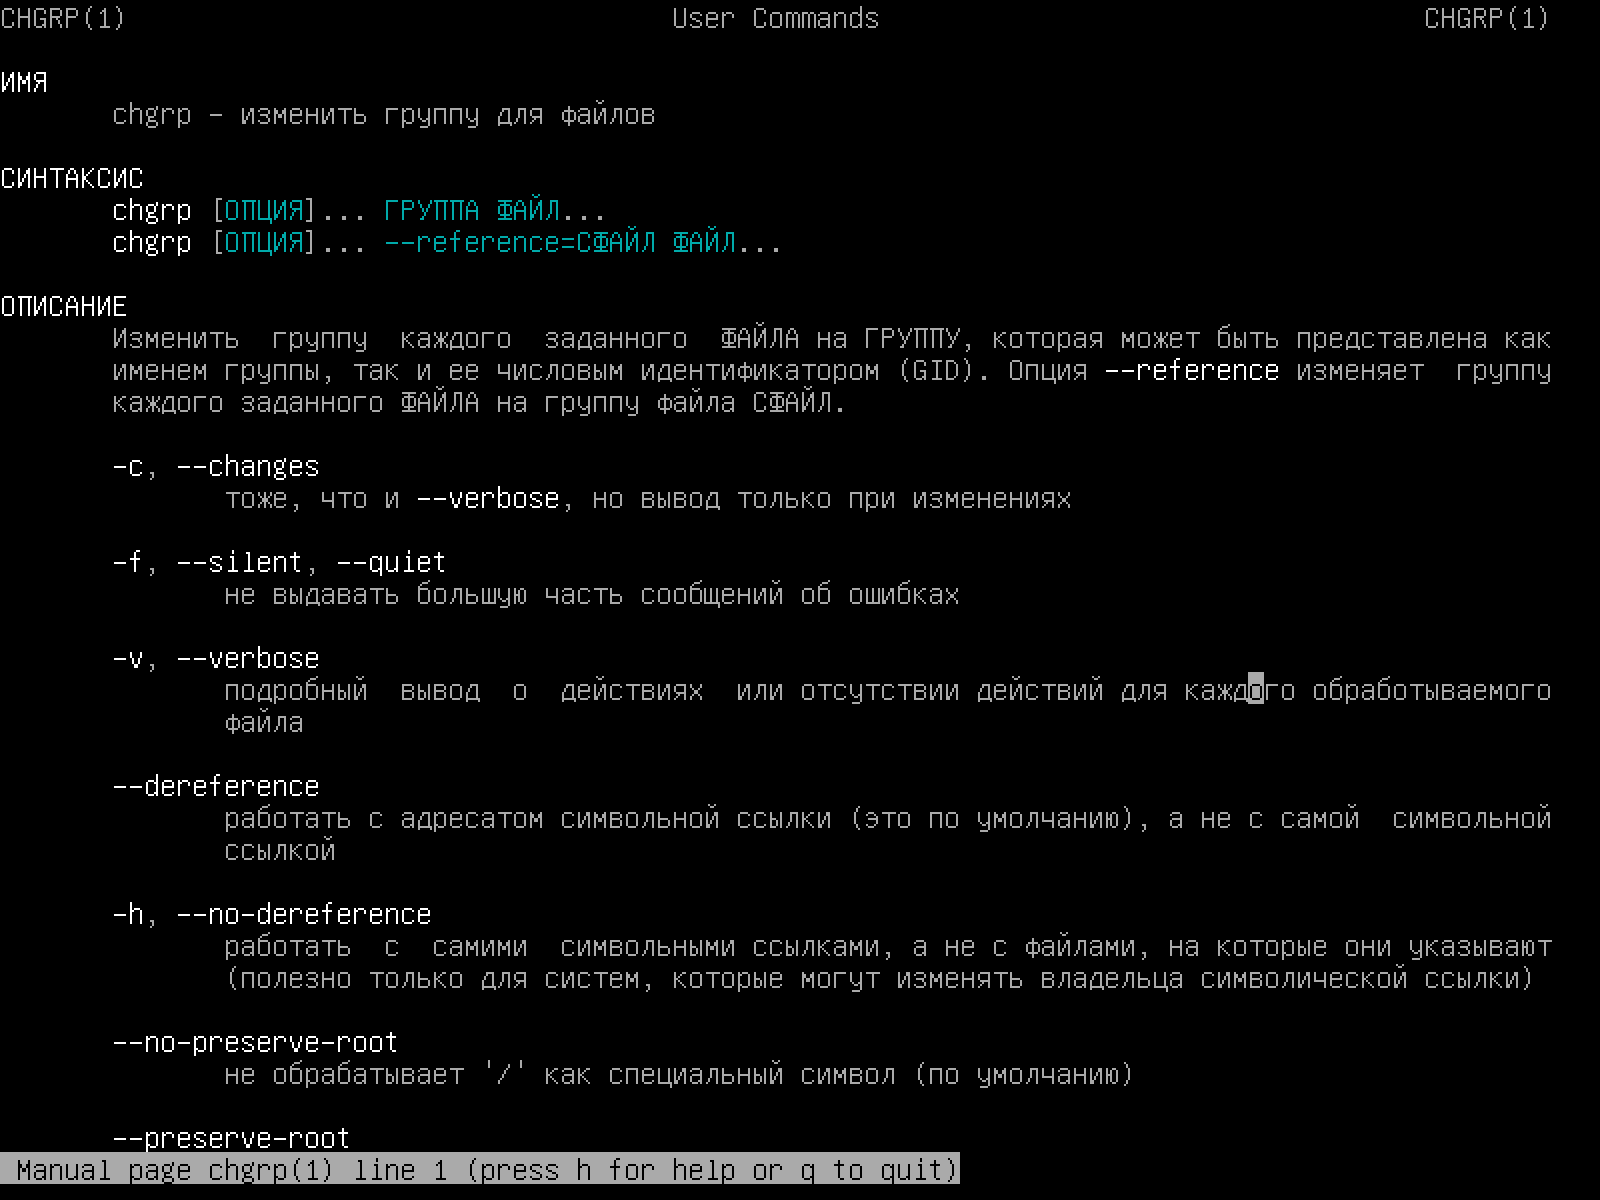 CHGRP(1) User Commands CHGRP(1)
ИМЯ
chgrp - изменить группу для файлов
СИНТАКСИС
chgrp [ОПЦИЯ]... ГРУППА ФАЙЛ...
chgrp [ОПЦИЯ]... --reference=СФАЙЛ ФАЙЛ...
ОПИСАНИЕ
Изменить группу каждого заданного ФАЙЛА на ГРУППУ, которая может быть представлена как
именем группы, так и ее числовым идентификатором (GID). Опция --reference изменяет группу
каждого заданного ФАЙЛА на группу файла СФАЙЛ.
-c, --changes
тоже, что и --verbose, но вывод только при изменениях
-f, --silent, --quiet
не выдавать большую часть сообщений об ошибках
-v, --verbose
подробный вывод о действиях или отсутствии действий для каждого обрабатываемого
файла
--dereference
работать с адресатом символьной ссылки (это по умолчанию), а не с самой символьной
ссылкой
-h, --no-dereference
работать с самими символьными ссылками, а не с файлами, на которые они указывают
(полезно только для систем, которые могут изменять владельца символической ссылки)
--no-preserve-root
не обрабатывает '/' как специальный символ (по умолчанию)
--preserve-root
Manual page chgrp(1) line 1 (press h for help or q to quit)